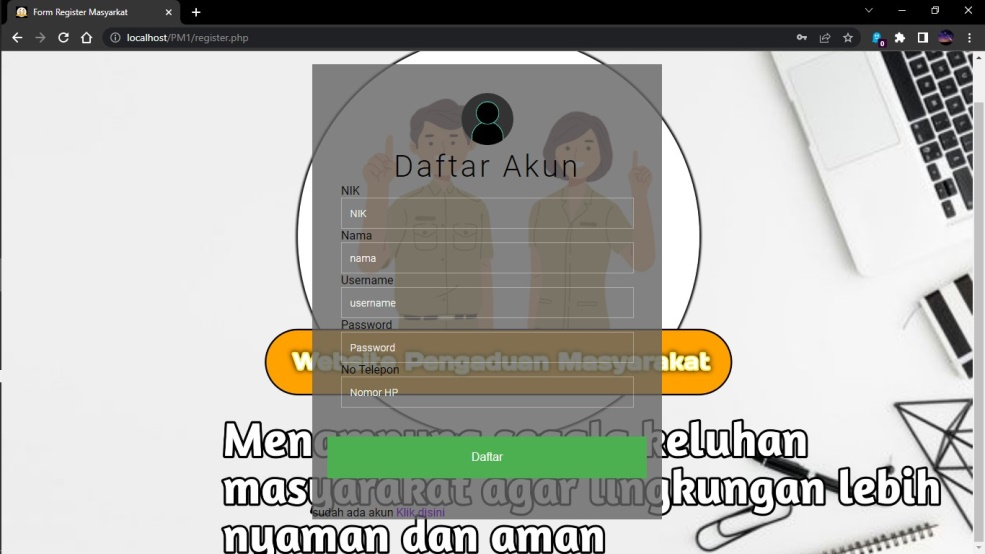 Form Register Masyarkat
localhost/PM1/register.php
0
Daftar Akun
NIK
NIK
Nama
nama
Username
username
Password
Password
Website Pengaduan Masyarakat
No Telepon
Nomor HP
Menampung segala keluhan
Daftar
masyarakat agar lingkungan lebih
sudah ada akun Klik disini
nyaman dan aman